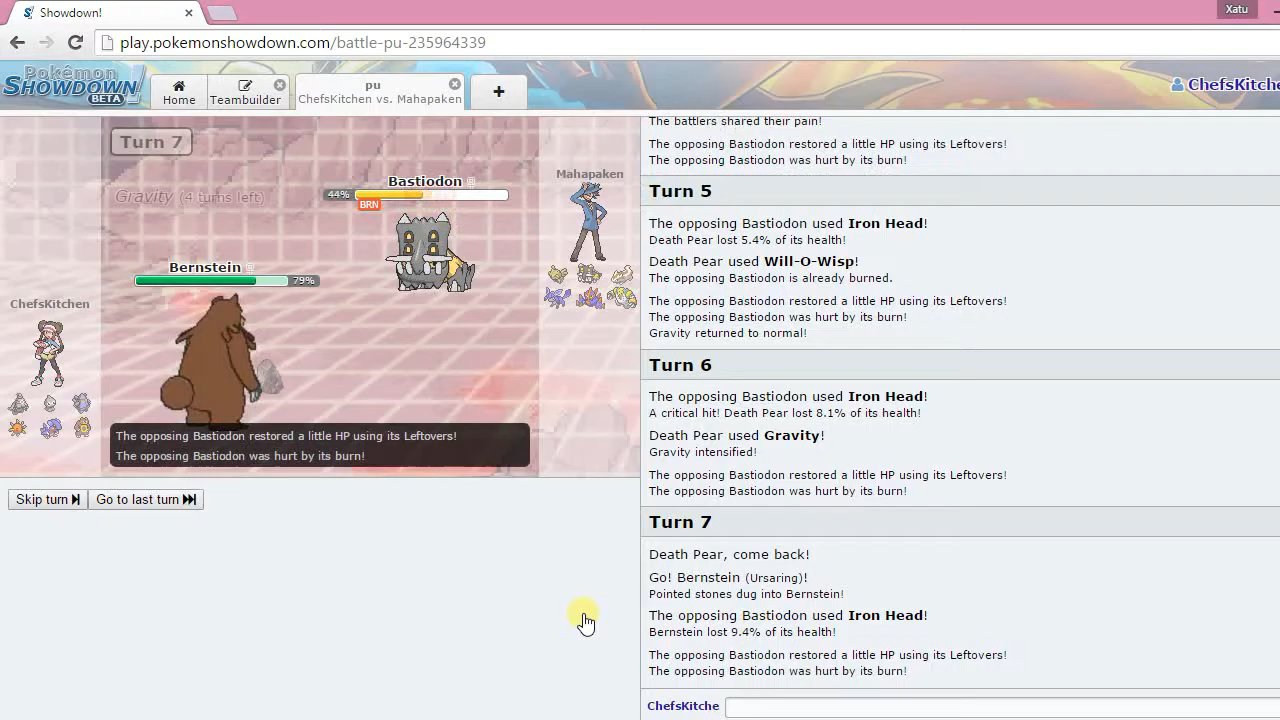 Showdown!
Xatu
play.pokemonshowdown.com/battle-pu-235964339
Pokémon
SHOWDOWN!
BETA
Home
Teambuilder
pu
ChefsKitchen vs. Mahapaken
ChefsKitche
Turn 7
Gravity (4 turns left)
Bastiodon
44%
BRN
Mahapaken
Bernstein
79%
ChefsKitchen
The opposing Bastiodon restored a little HP using its Leftovers!
The opposing Bastiodon was hurt by its burn!
Skip turn
Go to last turn
The battlers shared their pain!
The opposing Bastiodon restored a little HP using its Leftovers!
The opposing Bastiodon was hurt by its burn!
Turn 5
The opposing Bastiodon used Iron Head!
Death Pear lost 5.4% of its health!
Death Pear used Will-O-Wisp!
The opposing Bastiodon is already burned.
The opposing Bastiodon restored a little HP using its Leftovers!
The opposing Bastiodon was hurt by its burn!
Gravity returned to normal!
Turn 6
The opposing Bastiodon used Iron Head!
A critical hit! Death Pear lost 8.1% of its health!
Death Pear used Gravity!
Gravity intensified!
The opposing Bastiodon restored a little HP using its Leftovers!
The opposing Bastiodon was hurt by its burn!
Turn 7
Death Pear, come back!
Go! Bernstein (Ursaring)!
Pointed stones dug into Bernstein!
The opposing Bastiodon used Iron Head!
Bernstein lost 9.4% of its health!
The opposing Bastiodon restored a little HP using its Leftovers!
The opposing Bastiodon was hurt by its burn!
ChefsKitche